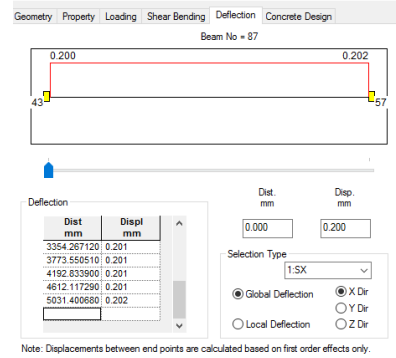 Geometry Property Loading Shear Bending Deflection Concrete Design
Beam No = 87
0.200 0.202
43 57
Deflection
Dist mm Displ mm
3354.267120 0.201
3773.550510 0.201
4192.833900 0.201
4612.117290 0.201
5031.400680 0.202
Dist. mm Disp. mm
0.000 0.200
Selection Type
1:SX
Global Deflection X Dir
Y Dir
Local Deflection Z Dir
Note: Displacements between end points are calculated based on first order effects only.